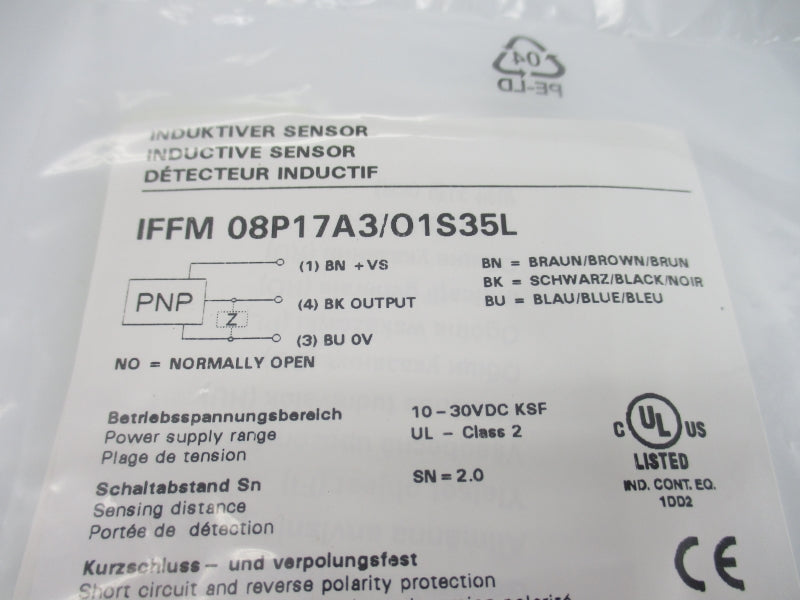 04
PE-LD
INDUKTIVER SENSOR
INDUCTIVE SENSOR
DÉTECTEUR INDUCTIF
IFFM 08P17A3/O1S35L
(1) BN +VS
BN = BRAUN/BROWN/BRUN
BK = SCHWARZ/BLACK/NOIR
PNP
(4) BK OUTPUT
BU = BLAU/BLUE/BLEU
Z
(3) BU 0V
NO = NORMALLY OPEN
Betriebsspannungsbereich 10-30VDC KSF
Power supply range UL - Class 2
Plage de tension
Schaltabstand Sn SN=2.0
Sensing distance
Portée de détection
C UL US
LISTED
IND. CONT. EQ.
1DD2
Kurzschluss - und verpolungsfest
Short circuit and reverse polarity protection
CE